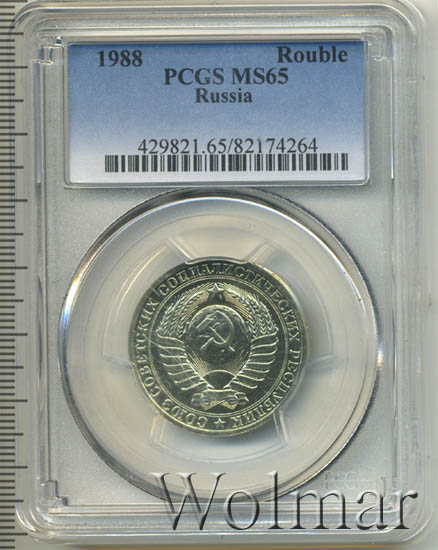 1988 Rouble
PCGS MS65
Russia
429821.65/82174264
СОЮЗ СОВЕТСКИХ СОЦИАЛИСТИЧЕСКИХ РЕСПУБЛИК
Wolmar